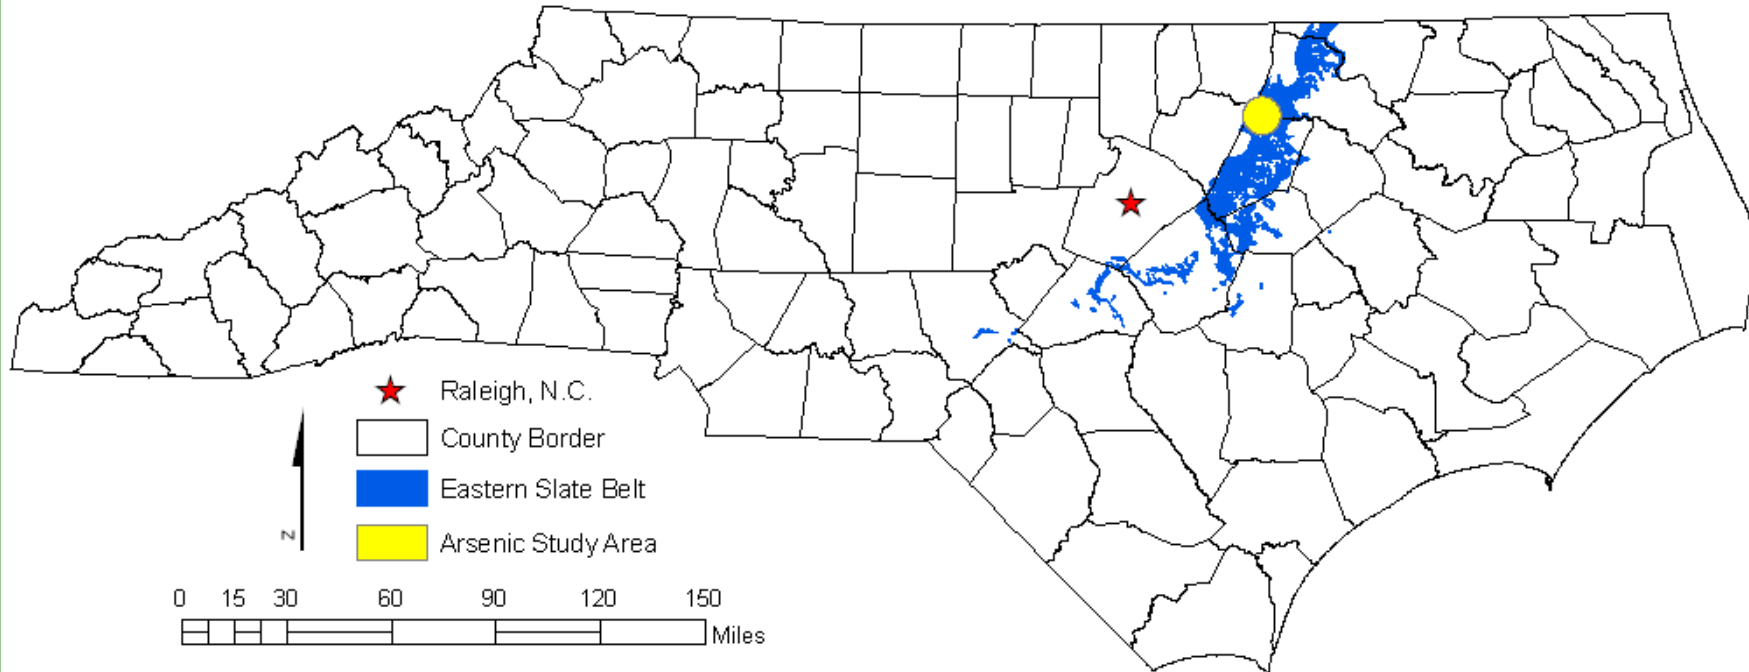 Raleigh, N.C.
County Border
Eastern Slate Belt
Arsenic Study Area
N
0 15 30 60 90 120 150
Miles